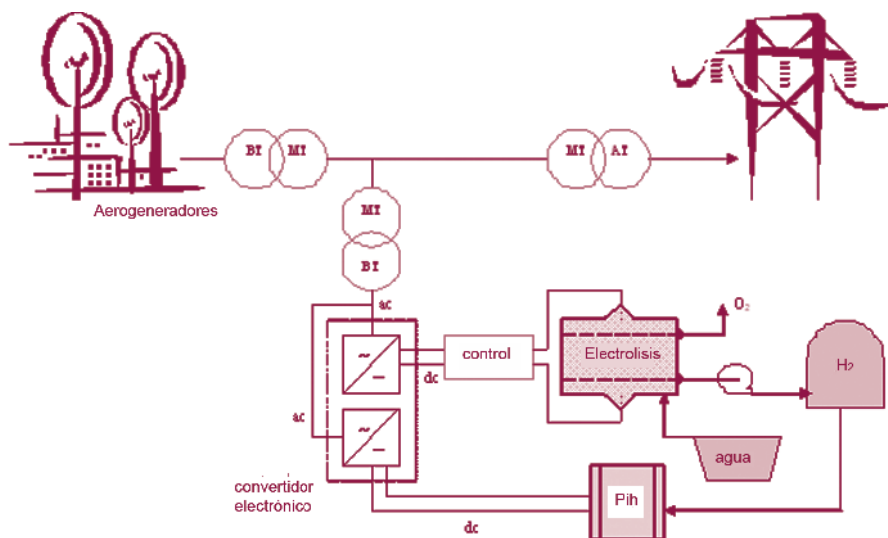 BT
MT
MT
AT
Aerogeneradores
MT
BT
ac
O₂
control
Electrolisis
H₂
dc
ac
agua
convertidor
electrónico
Pih
dc